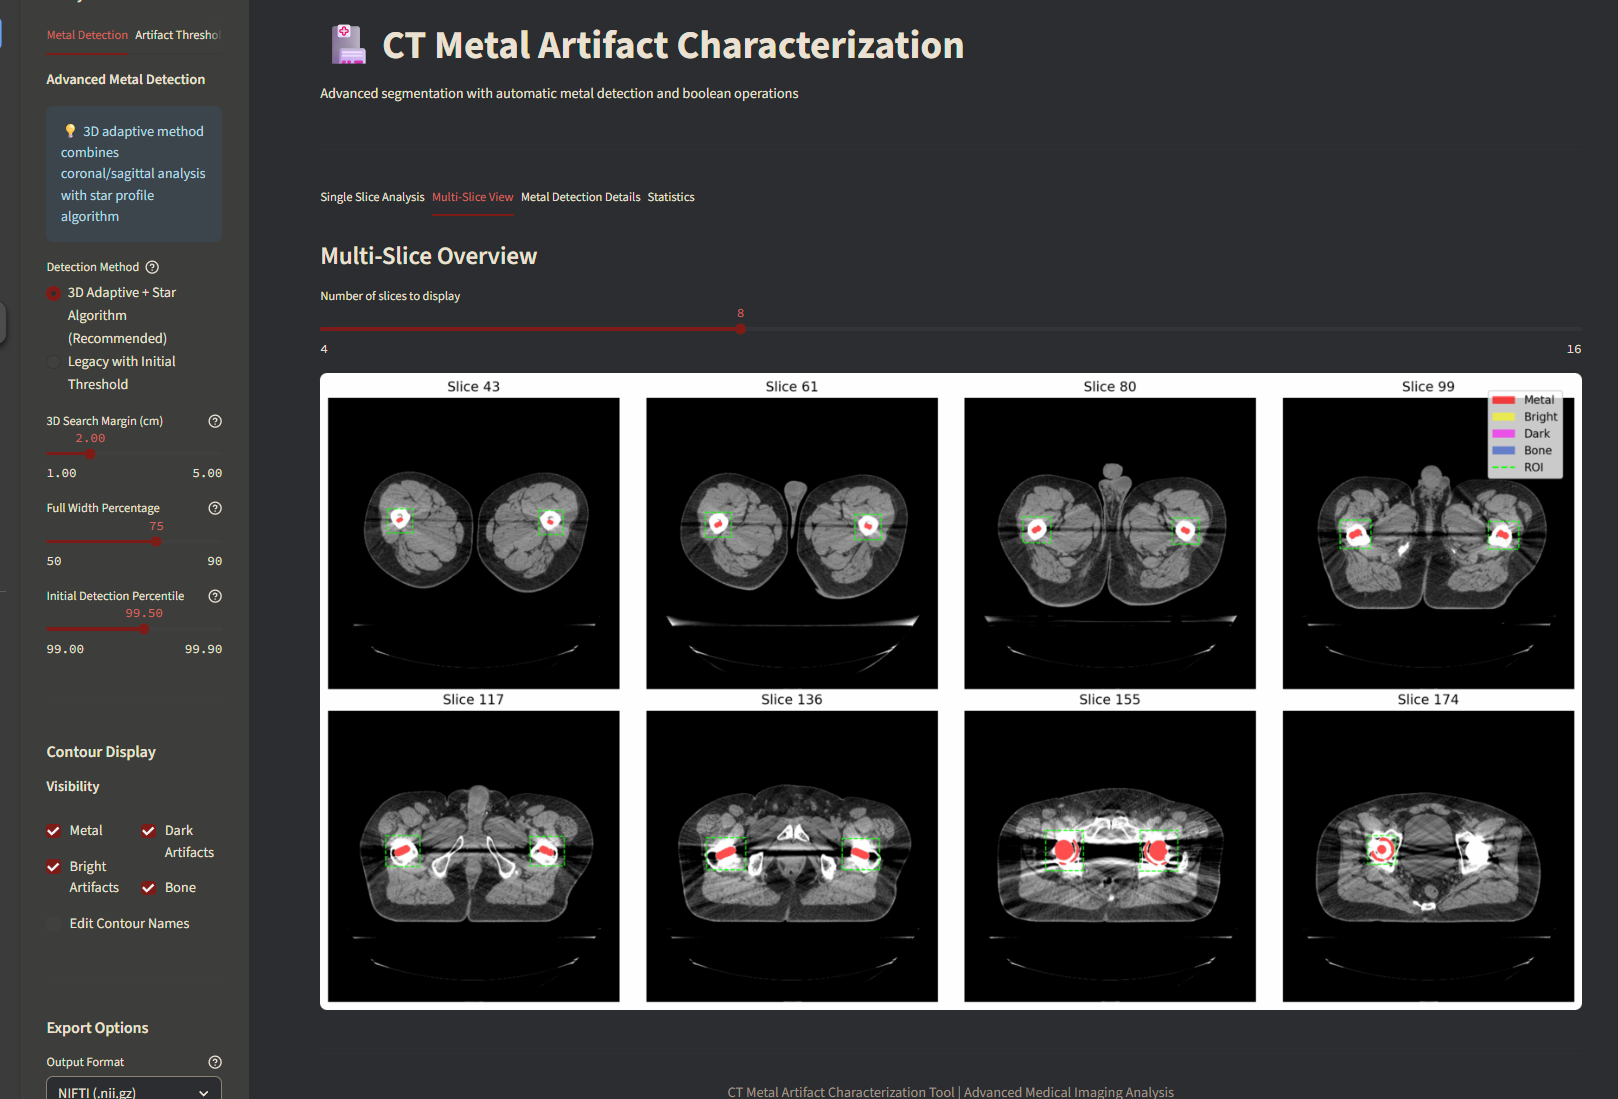 Metal Detection
Artifact Thresho
Advanced Metal Detection
3D adaptive method
combines
coronal/sagittal analysis
with star profile
algorithm
Detection Method
3D Adaptive + Star
Algorithm
(Recommended)
Legacy with Initial
Threshold
3D Search Margin (cm)
2.00
1.00 5.00
Full Width Percentage
75
50 90
Initial Detection Percentile
99.50
99.00 99.90
Contour Display
Visibility
Metal
Dark
Artifacts
Bright
Artifacts
Bone
Edit Contour Names
Export Options
Output Format
NIFTI (.nii.gz)
CT Metal Artifact Characterization
Advanced segmentation with automatic metal detection and boolean operations
Single Slice Analysis Multi-Slice View Metal Detection Details Statistics
Multi-Slice Overview
Number of slices to display
8
4 16
Slice 43 Slice 61 Slice 80 Slice 99
Metal
Bright
Dark
Bone
ROI
Slice 117 Slice 136 Slice 155 Slice 174
CT Metal Artifact Characterization Tool | Advanced Medical Imaging Analysis